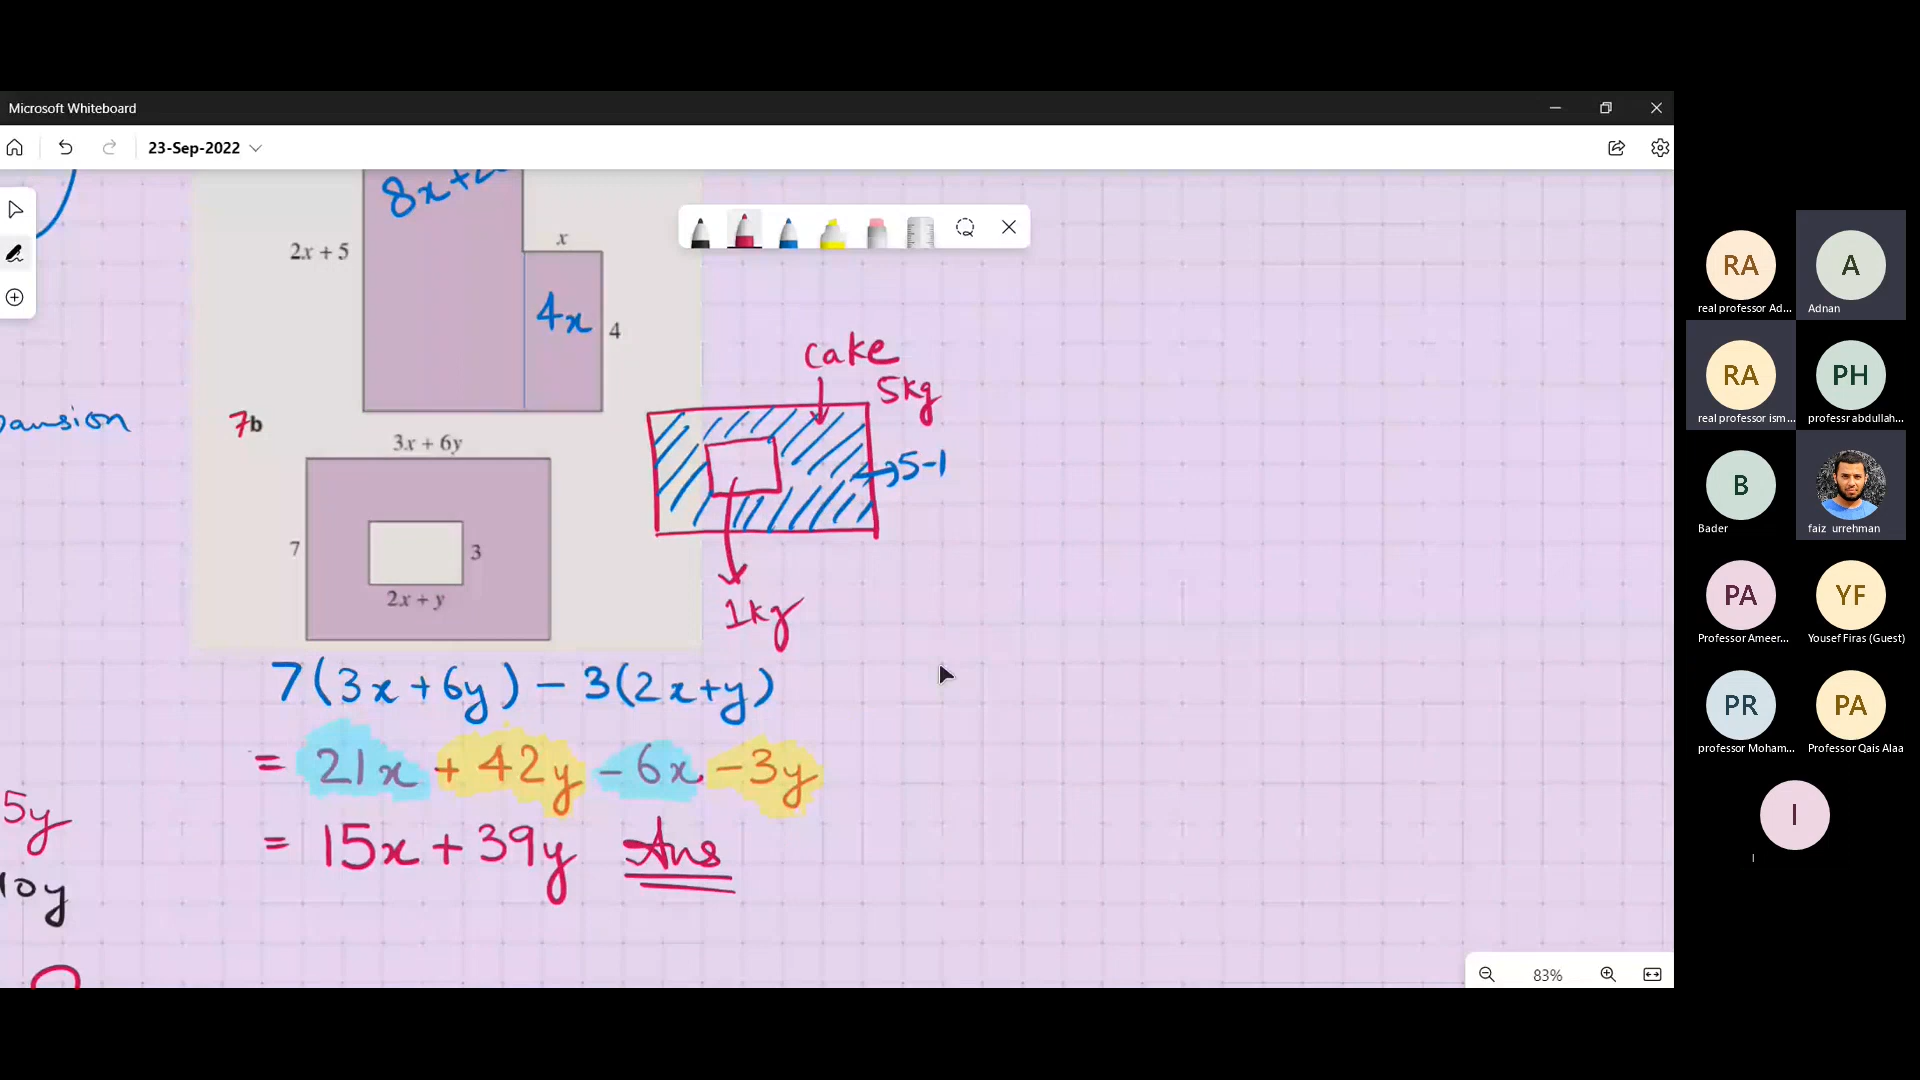 Microsoft Whiteboard
23-Sep-2022
2x + 5
x
4x
4
cake
5kg
5-1
1kg
pansion
7b
3x + 6y
7
3
2x + y
7(3x+6y) - 3(2x+y)
= 21x + 42y - 6x - 3y
= 15x + 39y Ans
5y
10y
83%
RA
real professor Ad...
A
Adnan
RA
real professor ism...
PH
professr abdullah...
B
Bader
faiz urrehman
PA
Professor Ameer...
YF
Yousef Firas (Guest)
PR
professor Moham...
PA
Professor Qais Alaa
I
I